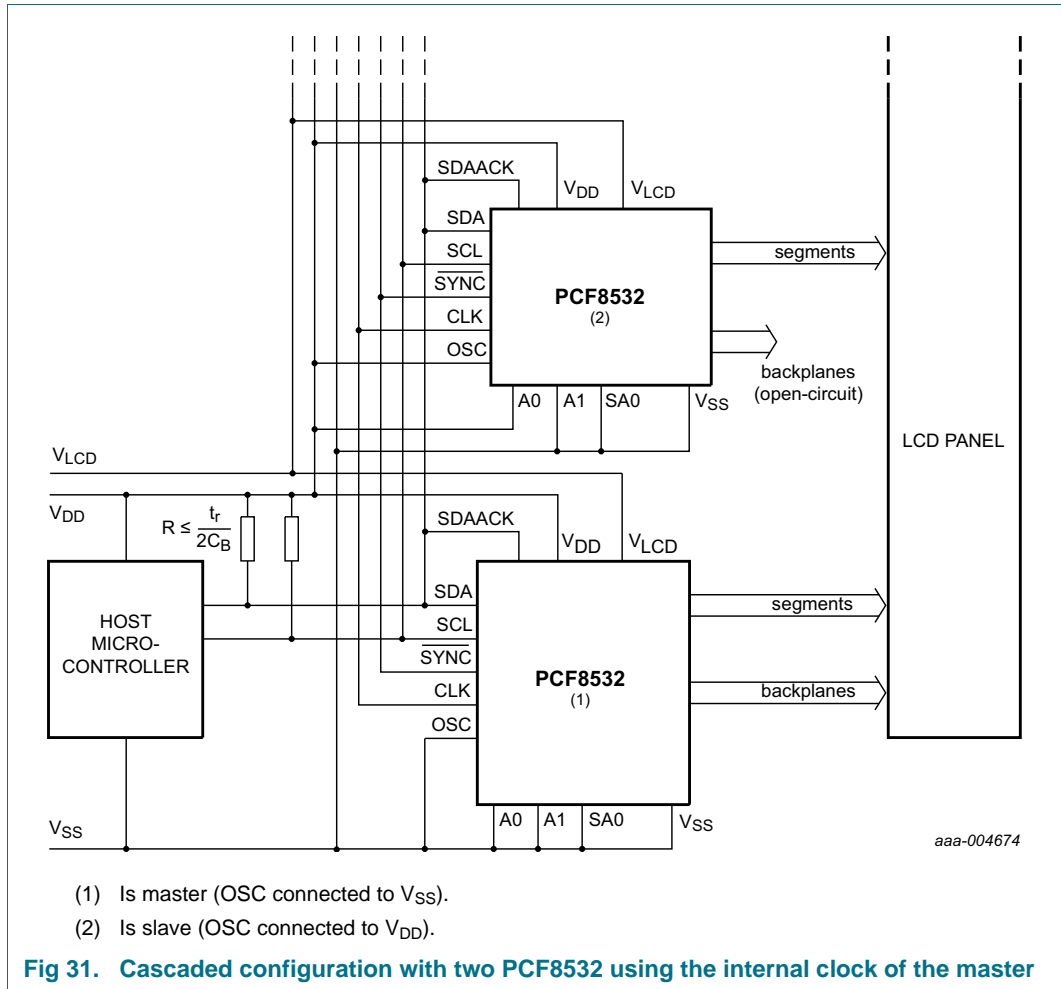 SDAACK
VDD
VLCD
SDA
SCL
SYNC
CLK
OSC
PCF8532
(2)
segments
backplanes
(open-circuit)
A0
A1
SA0
VSS
LCD PANEL
VLCD
VDD
R ≤ tr
2CB
HOST
MICRO-
CONTROLLER
VSS
SDAACK
VDD
VLCD
SDA
SCL
SYNC
CLK
OSC
PCF8532
(1)
segments
backplanes
A0
A1
SA0
VSS
aaa-004674
(1) Is master (OSC connected to VSS).
(2) Is slave (OSC connected to VDD).
Fig 31. Cascaded configuration with two PCF8532 using the internal clock of the master